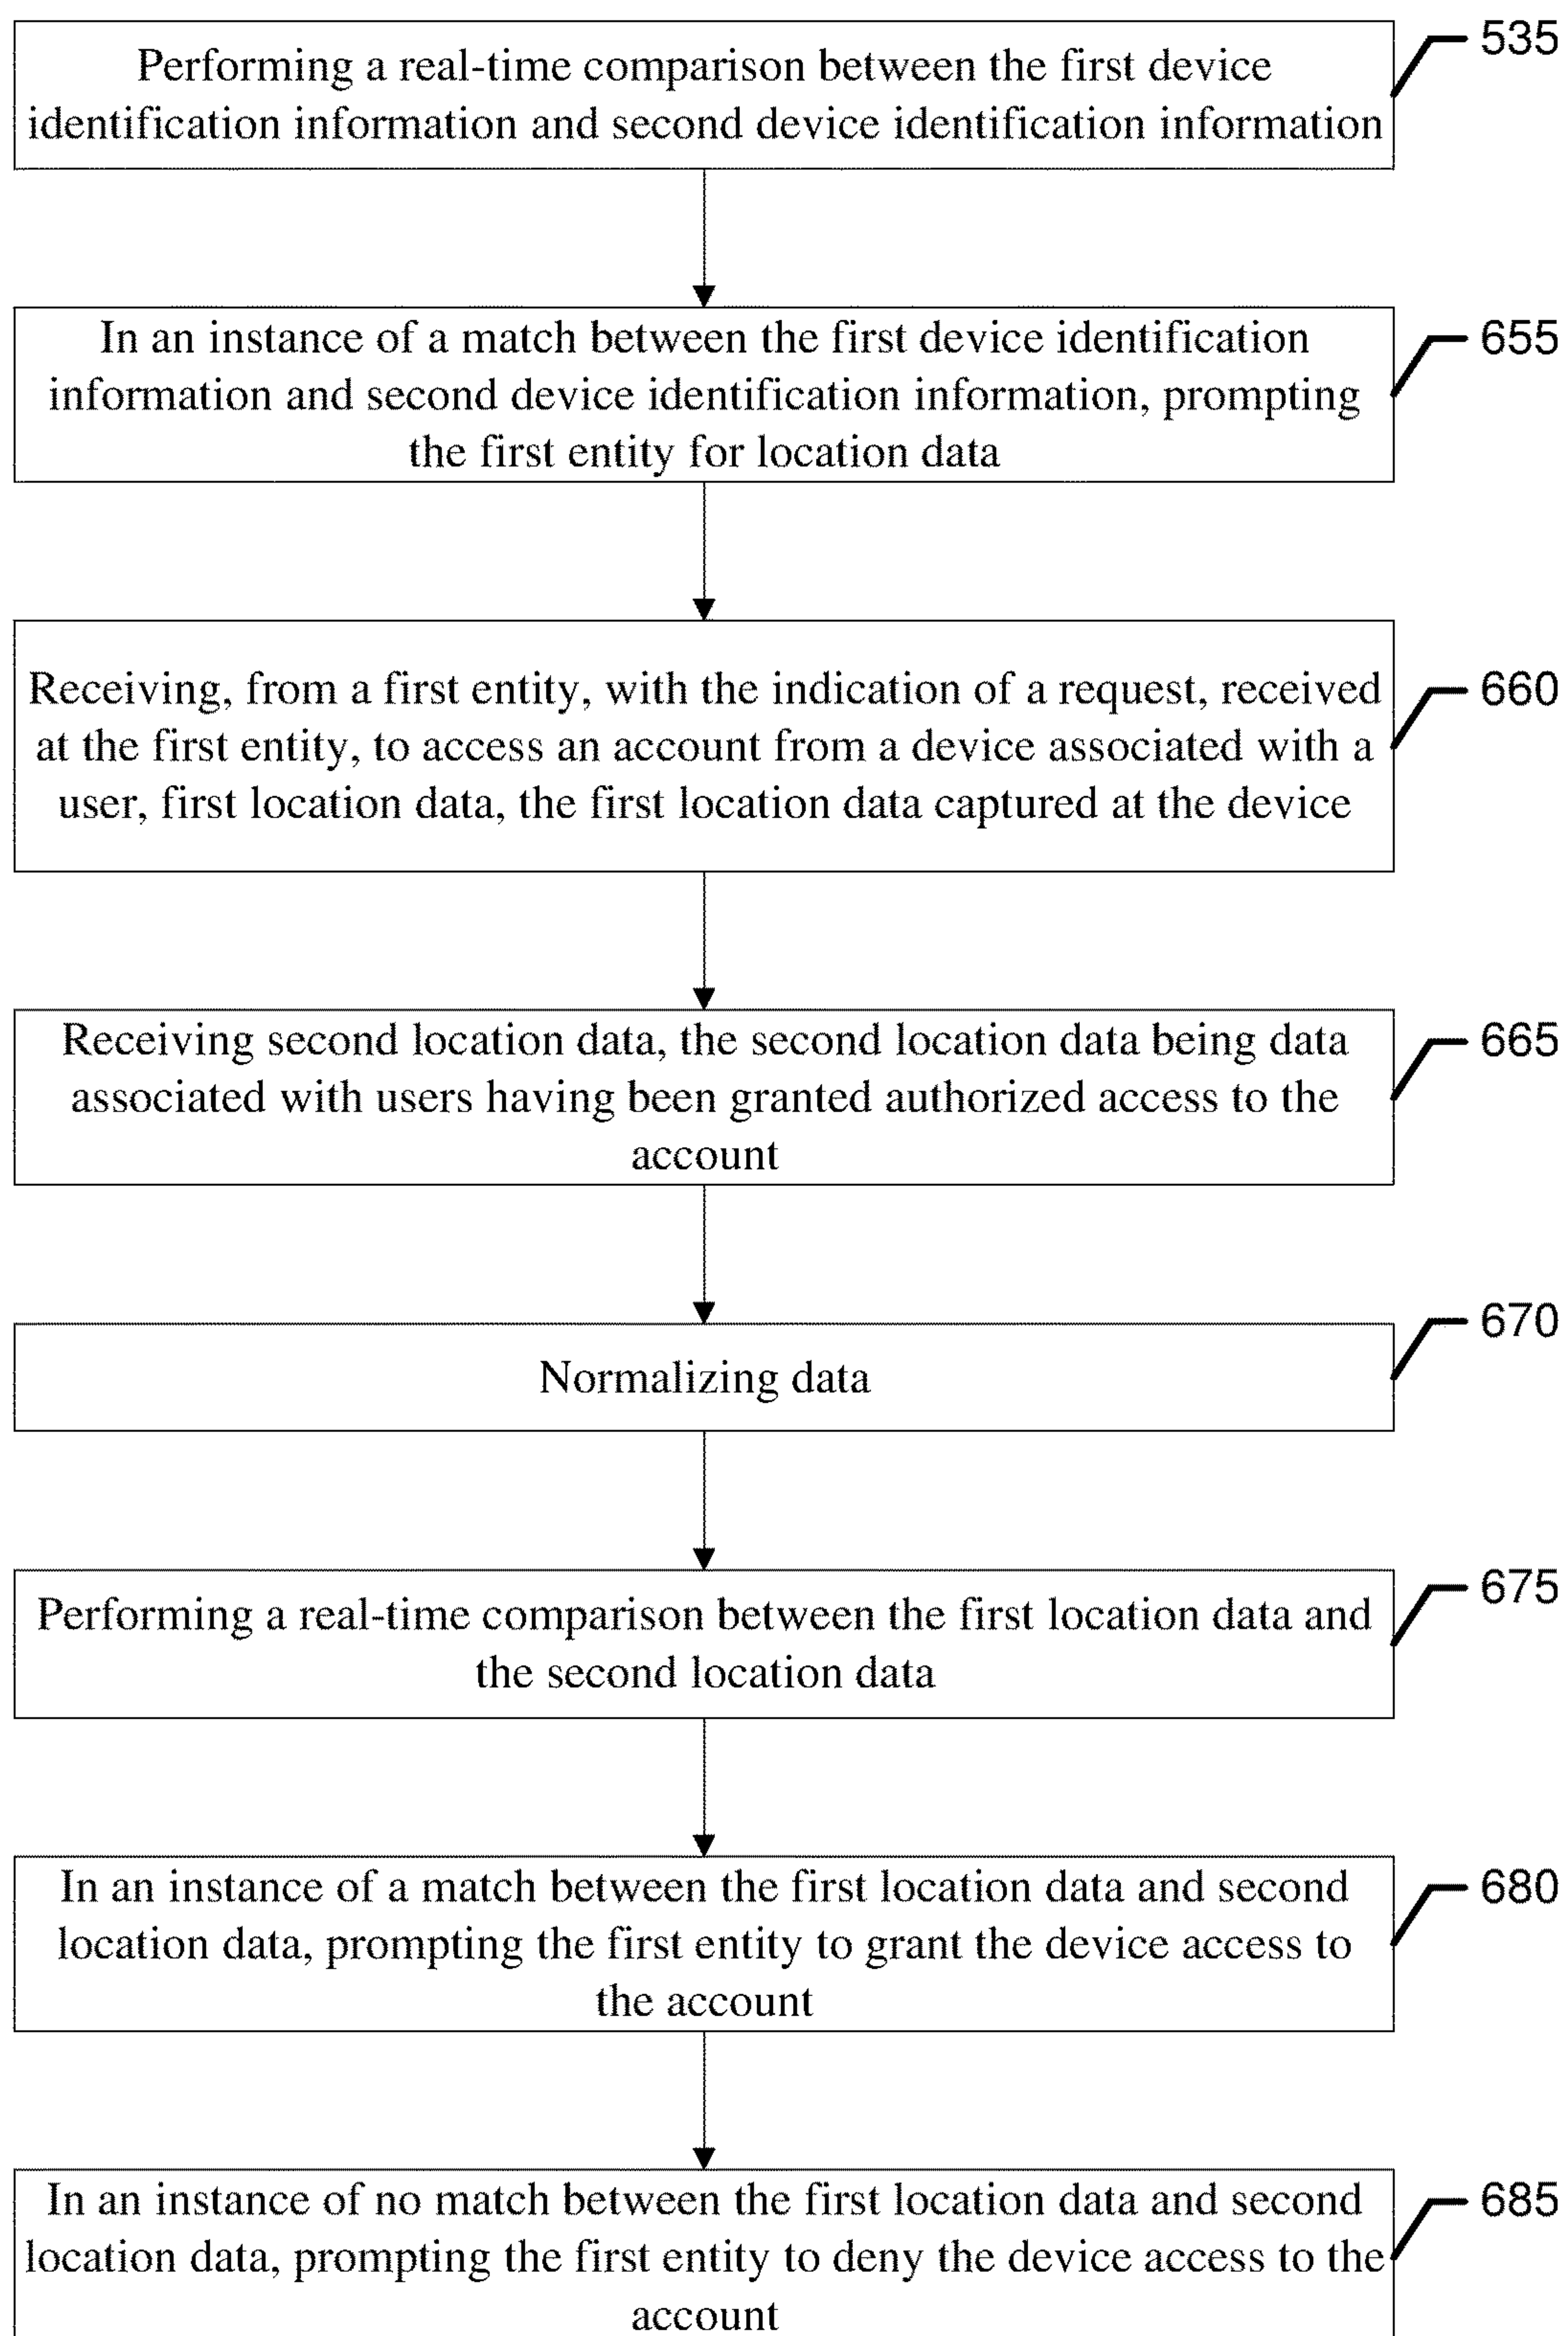 Performing a real-time comparison between the first device
identification information and second device identification information
535
In an instance of a match between the first device identification
information and second device identification information, prompting
the first entity for location data
655
Receiving, from a first entity, with the indication of a request, received
at the first entity, to access an account from a device associated with a
user, first location data, the first location data captured at the device
660
Receiving second location data, the second location data being data
associated with users having been granted authorized access to the
account
665
Normalizing data
670
Performing a real-time comparison between the first location data and
the second location data
675
In an instance of a match between the first location data and second
location data, prompting the first entity to grant the device access to
the account
680
In an instance of no match between the first location data and second
location data, prompting the first entity to deny the device access to the
account
685